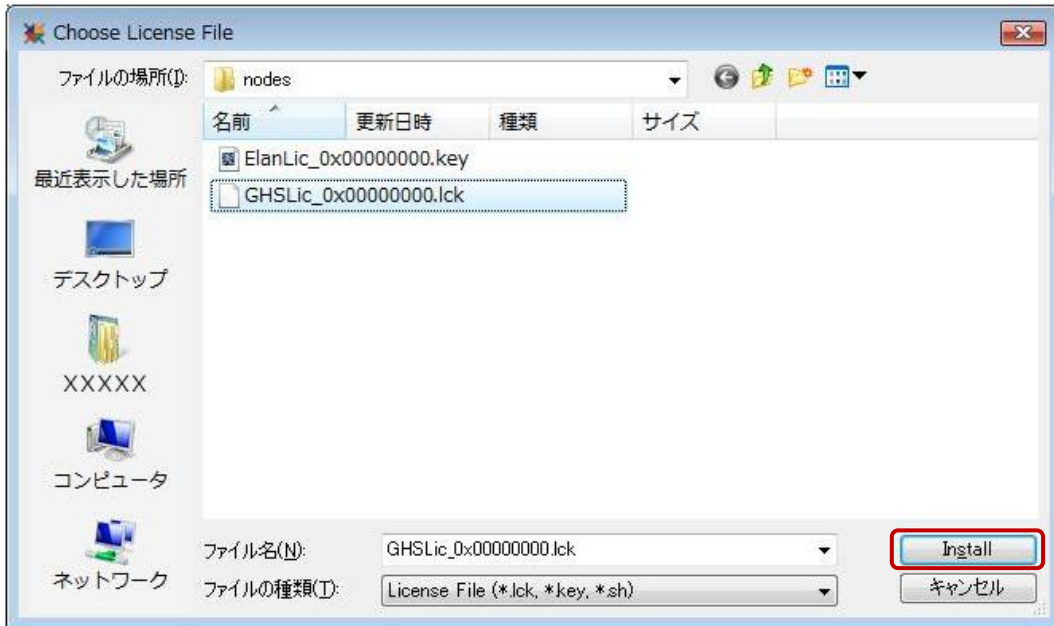 Choose License File
ファイルの場所(I):
nodes
名前
更新日時
種類
サイズ
ElanLic_0x00000000.key
GHSLic_0x00000000.lck
最近表示した場所
デスクトップ
XXXXX
コンピュータ
ネットワーク
ファイル名(N):
GHSLic_0x00000000.lck
Install
ファイルの種類(T):
License File (*.lck, *.key, *.sh)
キャンセル